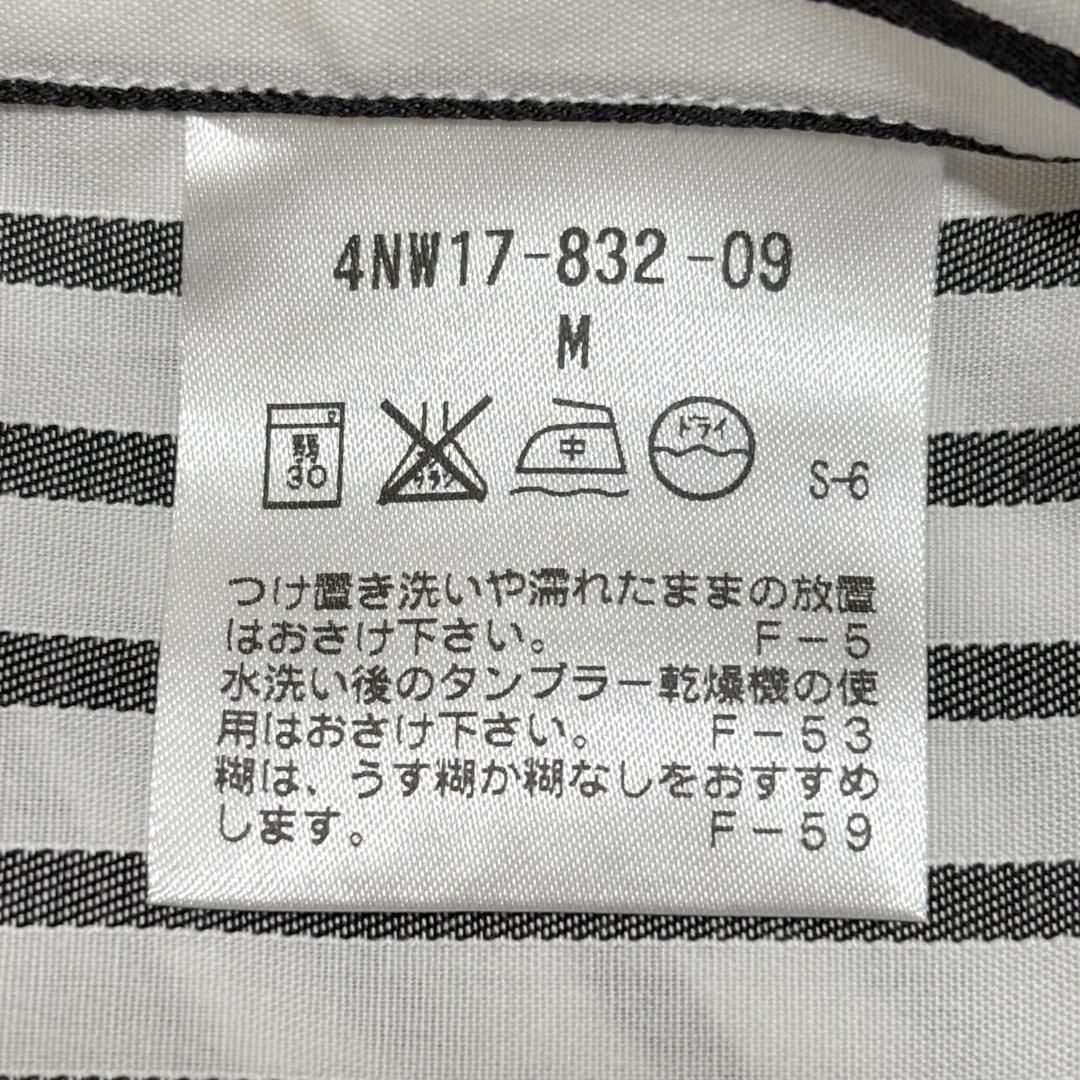 4NW17-832-09
M
弱 エンソサラシ 中 ドライ
30 S-6
つけ置き洗いや濡れたままの放置
はおさけ下さい。 F-5
水洗い後のタンブラー乾燥機の使
用はおさけ下さい。 F-53
糊は、うす糊か糊なしをおすすめ
します。 F-59